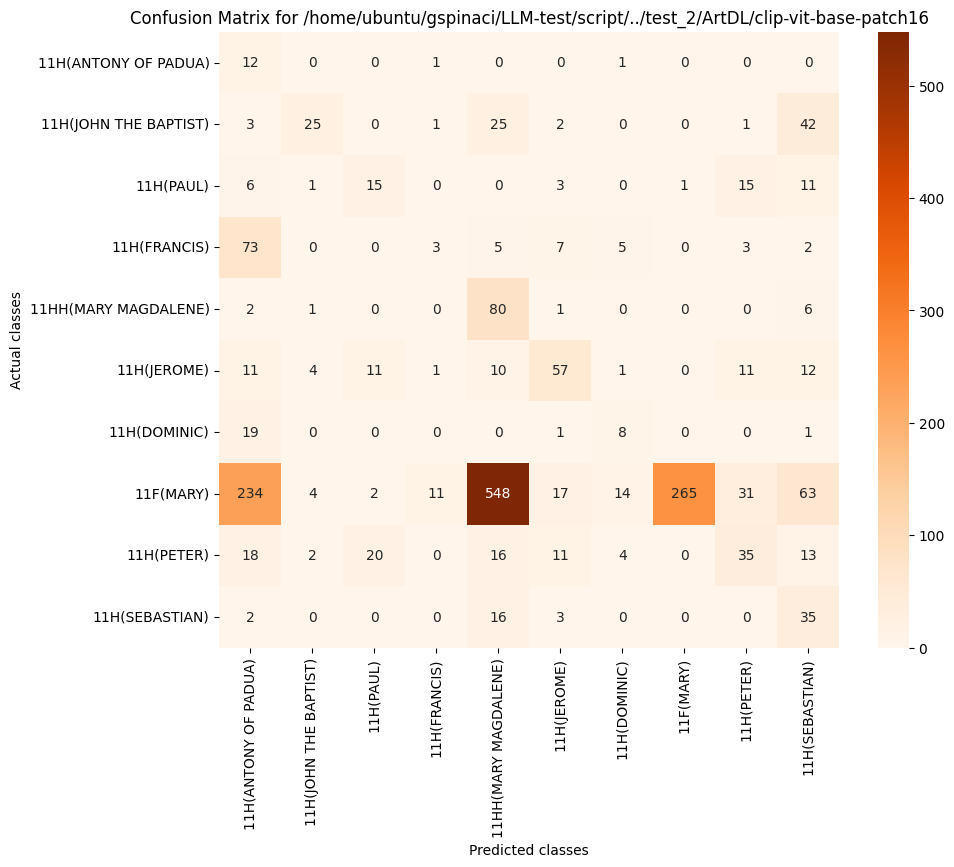 Confusion Matrix for /home/ubuntu/gspinaci/LLM-test/script/../test_2/ArtDL/clip-vit-base-patch16
11H(ANTONY OF PADUA) 12 0 0 1 0 0 1 0 0 0
11H(JOHN THE BAPTIST) 3 25 0 1 25 2 0 0 1 42
11H(PAUL) 6 1 15 0 0 3 0 1 15 11
11H(FRANCIS) 73 0 0 3 5 7 5 0 3 2
11HH(MARY MAGDALENE) 2 1 0 0 80 1 0 0 0 6
11H(JEROME) 11 4 11 1 10 57 1 0 11 12
11H(DOMINIC) 19 0 0 0 0 1 8 0 0 1
11F(MARY) 234 4 2 11 548 17 14 265 31 63
11H(PETER) 18 2 20 0 16 11 4 0 35 13
11H(SEBASTIAN) 2 0 0 0 16 3 0 0 0 35
Actual classes
11H(ANTONY OF PADUA)
11H(JOHN THE BAPTIST)
11H(PAUL)
11H(FRANCIS)
11HH(MARY MAGDALENE)
11H(JEROME)
11H(DOMINIC)
11F(MARY)
11H(PETER)
11H(SEBASTIAN)
Predicted classes
500
400
300
200
100
0